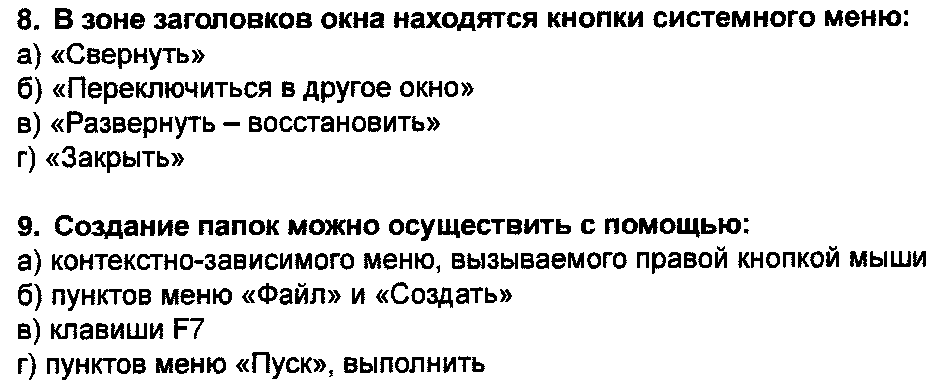 8. В зоне заголовков окна находятся кнопки системного меню:
а) «Свернуть»
б) «Переключиться в другое окно»
в) «Развернуть – восстановить»
г) «Закрыть»
9. Создание папок можно осуществить с помощью:
а) контекстно-зависимого меню, вызываемого правой кнопкой мыши
б) пунктов меню «Файл» и «Создать»
в) клавиши F7
г) пунктов меню «Пуск», выполнить